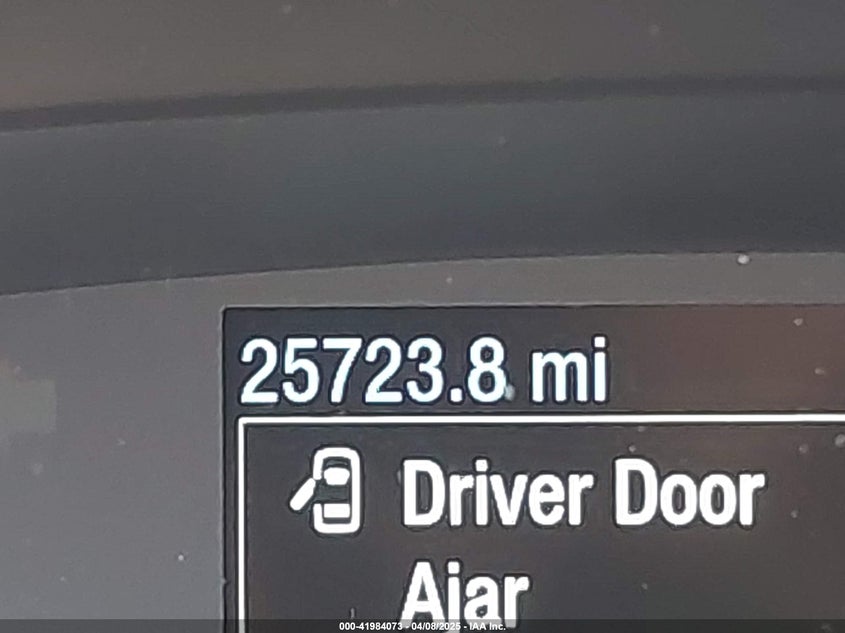 25723.8 mi
Driver Door
Ajar
000-41984073 - 04/08/2025 - IAA Inc.